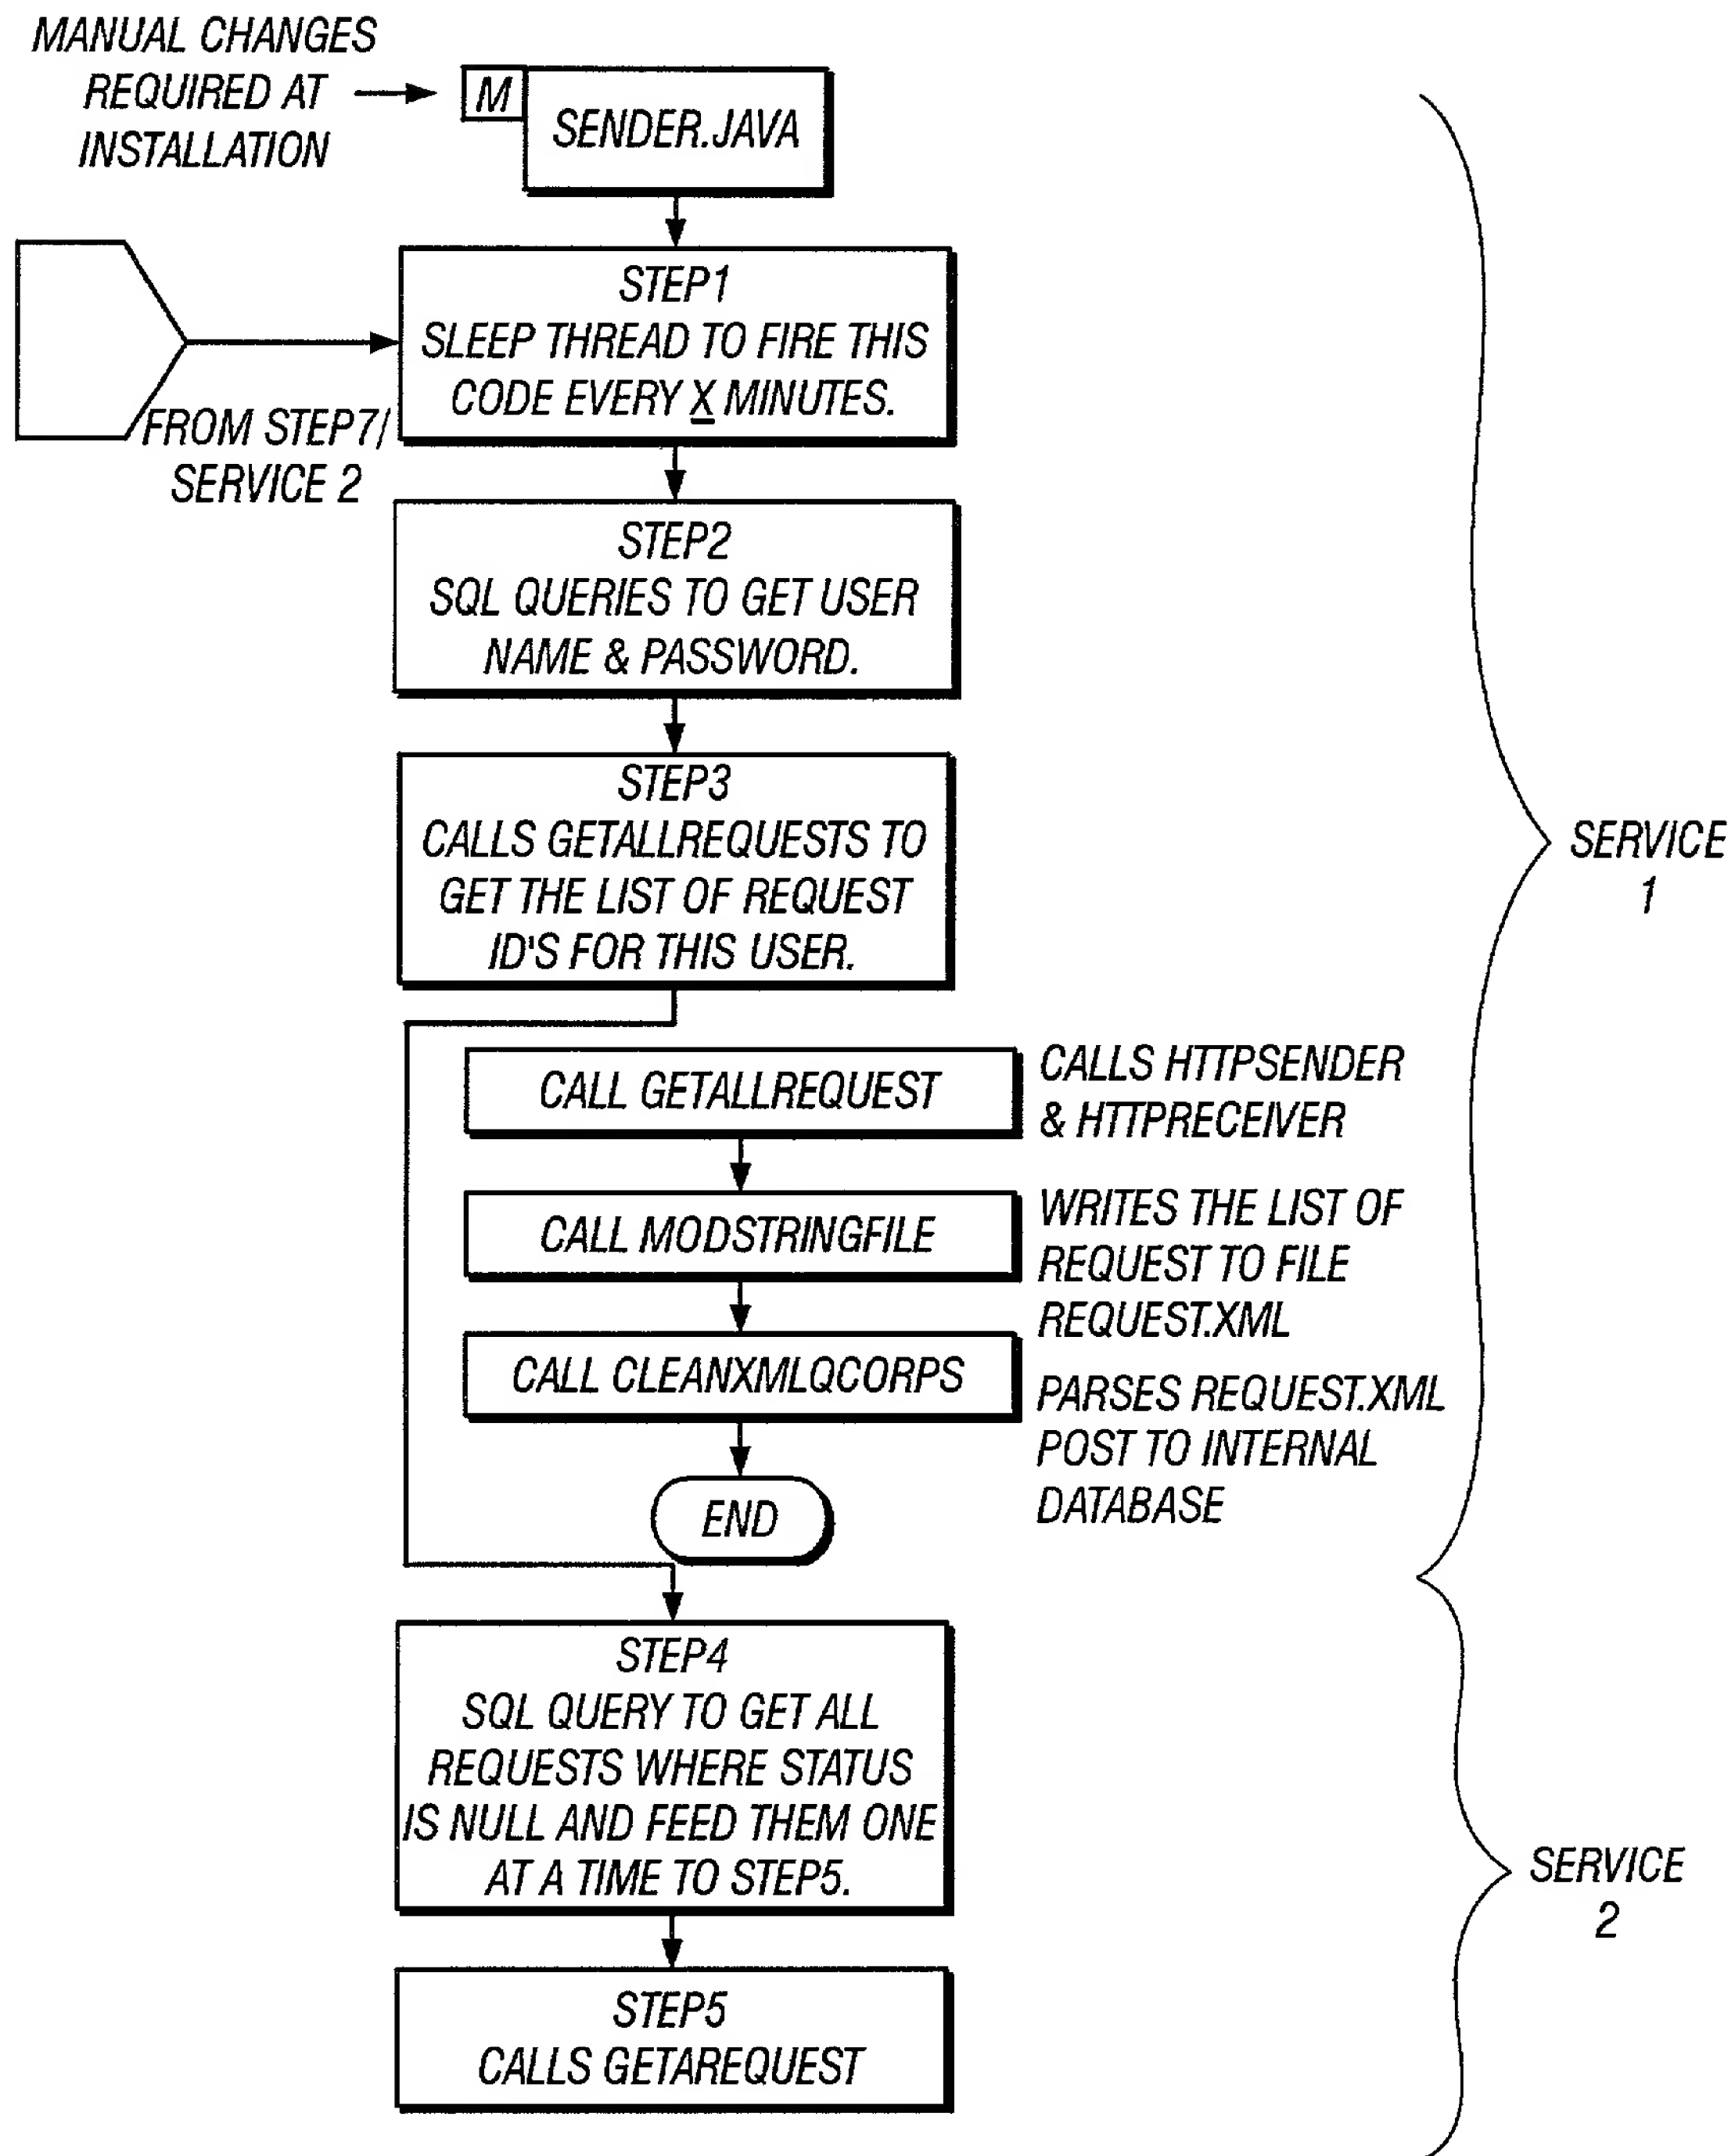 MANUAL CHANGES
REQUIRED AT
INSTALLATION
M
SENDER.JAVA
STEP1
SLEEP THREAD TO FIRE THIS
CODE EVERY X MINUTES.
FROM STEP7/
SERVICE 2
STEP2
SQL QUERIES TO GET USER
NAME & PASSWORD.
STEP3
CALLS GETALLREQUESTS TO
GET THE LIST OF REQUEST
ID'S FOR THIS USER.
SERVICE
1
CALL GETALLREQUEST
CALLS HTTPSENDER
& HTTPRECEIVER
CALL MODSTRINGFILE
WRITES THE LIST OF
REQUEST TO FILE
REQUEST.XML
CALL CLEANXMLQCORPS
PARSES REQUEST.XML
POST TO INTERNAL
DATABASE
END
STEP4
SQL QUERY TO GET ALL
REQUESTS WHERE STATUS
IS NULL AND FEED THEM ONE
AT A TIME TO STEP5.
SERVICE
2
STEP5
CALLS GETAREQUEST